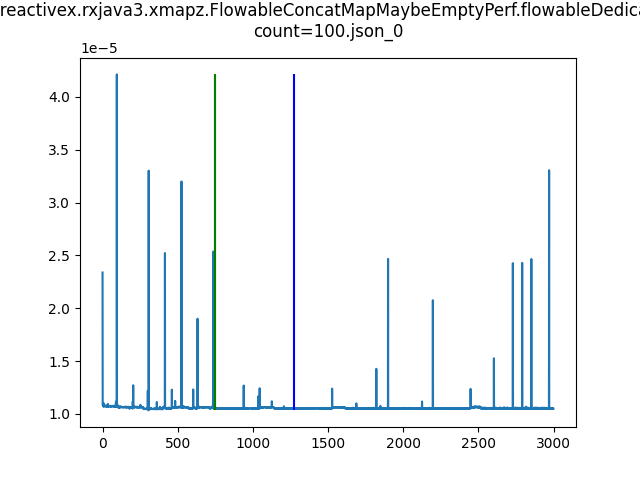 reactivex.rxjava3.xmapz.FlowableConcatMapMaybeEmptyPerf.flowableDedica
count=100.json_0
1e−5
4.0
3.5
3.0
2.5
2.0
1.5
1.0
0 500 1000 1500 2000 2500 3000